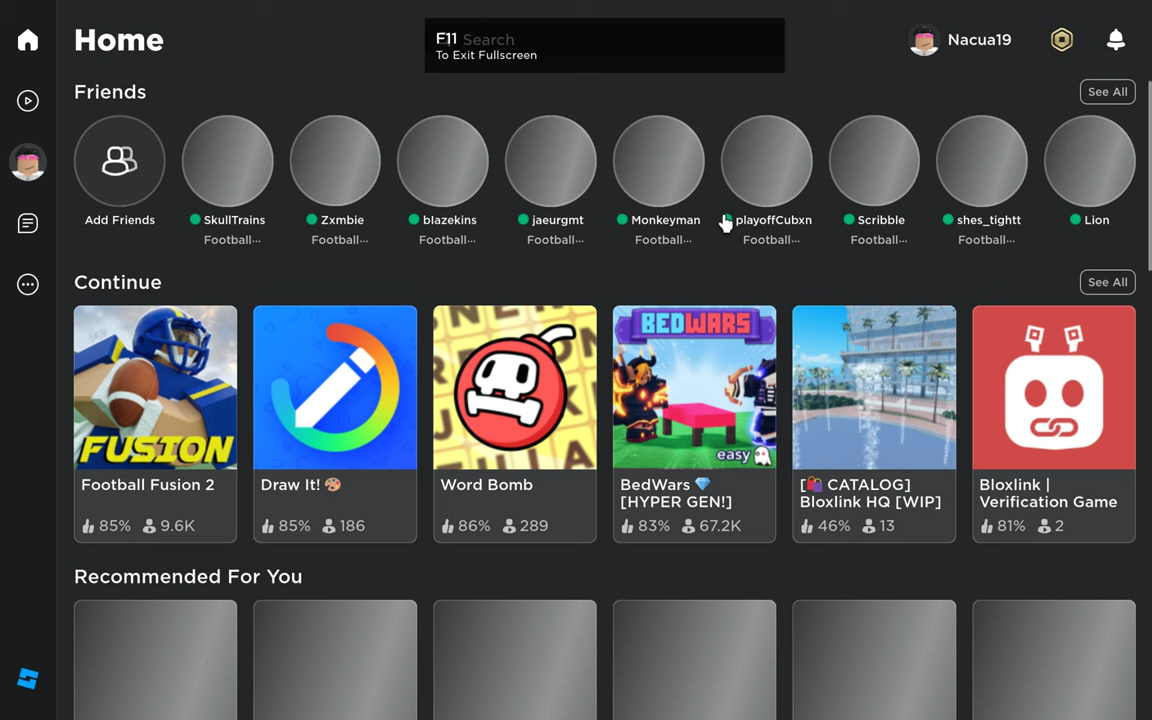 Home
F11 Search
To Exit Fullscreen
Nacua19
Friends
See All
Add Friends
SkullTrains
Football...
Zxmbie
Football...
blazekins
Football...
jaeurgmt
Football...
Monkeyman
Football...
playoffCubxn
Football...
Scribble
Football...
shes_tightt
Football...
Lion
Continue
See All
FUSION
Football Fusion 2
85% 9.6K
Draw It! 🎨
85% 186
Word Bomb
86% 289
BEDWARS
easy
BedWars 💎
[HYPER GEN!]
83% 67.2K
[🛍️ CATALOG]
Bloxlink HQ [WIP]
46% 13
Bloxlink |
Verification Game
81% 2
Recommended For You